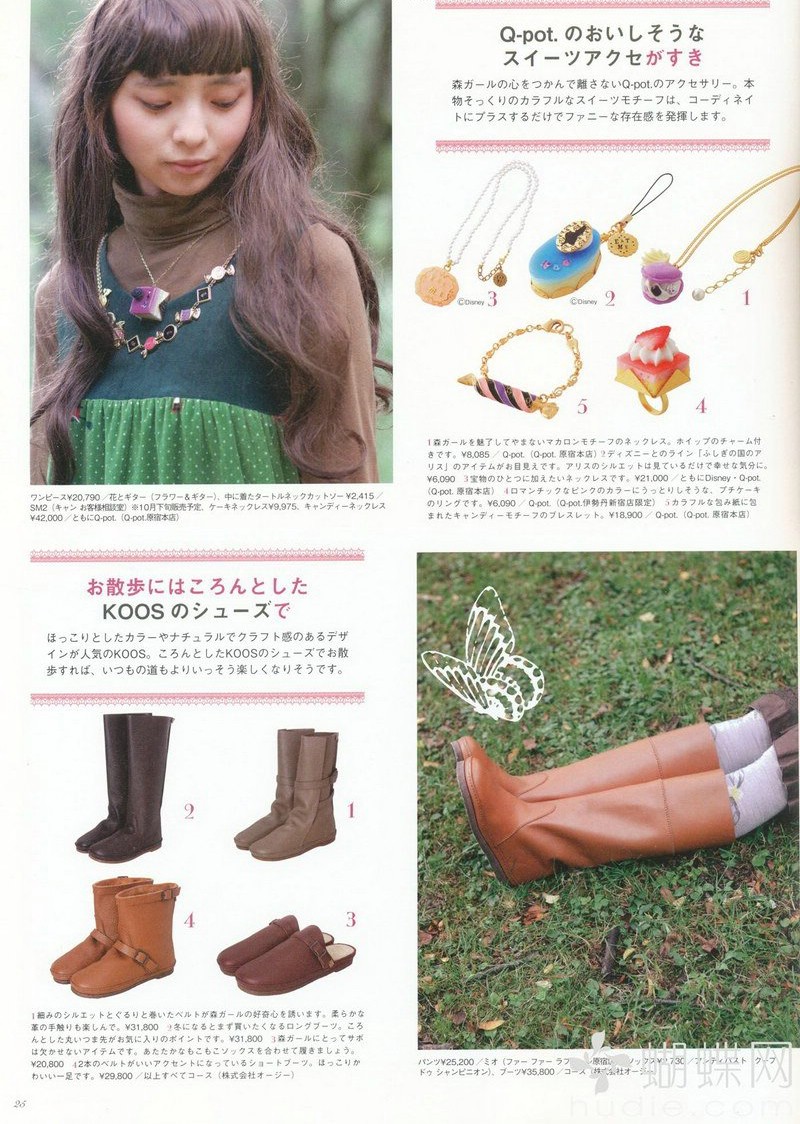 Q-pot. のおいしそうな
スイーツアクセがすき
森ガールの心をつかんで離さないQ-pot.のアクセサリー。本
物そっくりのカラフルなスイーツモチーフは、コーディネイ
トにプラスするだけでファニーな存在感を発揮します。
©Disney 3
©Disney 2
1
5
4
1森ガールを魅了してやまないマカロンモチーフのネックレス。ホイップのチャーム付
きです。¥8,085／Q-pot.（Q-pot. 原宿本店）2ディズニーとのライン「ふしぎの国のア
リス」のアイテムがお目見えです。アリスのシルエットは見ているだけで幸せな気分に。
¥6,090 3宝物のひとつに加えたいネックレスです。¥21,000／ともにDisney・Q-pot.
（Q-pot. 原宿本店） 4ロマンチックなピンクのカラーにうっとりしそうな、プチケーキ
のリングです。¥6,090／Q-pot.（Q-pot.伊勢丹新宿店限定） 5カラフルな包み紙に包
まれたキャンディーモチーフのブレスレット。¥18,900／Q-pot.（Q-pot. 原宿本店）
ワンピース¥20,790／花とギター（フラワー＆ギター）、中に着たタートルネックカットソー¥2,415／
SM2（キャン お客様相談室）※10月下旬販売予定、ケーキネックレス¥9,975、キャンディーネックレス
¥42,000／ともにQ-pot.（Q-pot.原宿本店）
お散歩にはころんとした
KOOS のシューズで
ほっこりとしたカラーやナチュラルでクラフト感のあるデザ
インが人気のKOOS。ころんとしたKOOSのシューズでお散
歩すれば、いつもの道もよりいっそう楽しくなりそうです。
2
1
4
3
1細みのシルエットとぐるりと巻いたベルトが森ガールの好奇心を誘います。柔らかな
革の手触りも楽しんで。¥31,800 2冬になるとまず買いたくなるロングブーツ。ころ
んとした丸いつま先がお気に入りのポイントです。¥31,800 3森ガールにとってサボ
は欠かせないアイテムです。あたたかなもこもこソックスを合わせて履きましょう。
¥20,800 42本のベルトがいいアクセントになっているショートブーツ。ほっこりか
わいい一足です。¥29,800／以上すべてコース（株式会社オージー）
パンツ¥25,200／ミオ（ファー ファー ラフ 原宿 ソックス ¥2,730／アンティパスト クーフ
ドゥ シャンピニオン）、ブーツ¥35,800／コース（株式会社オージー）
蝴蝶网
hudie.com
25